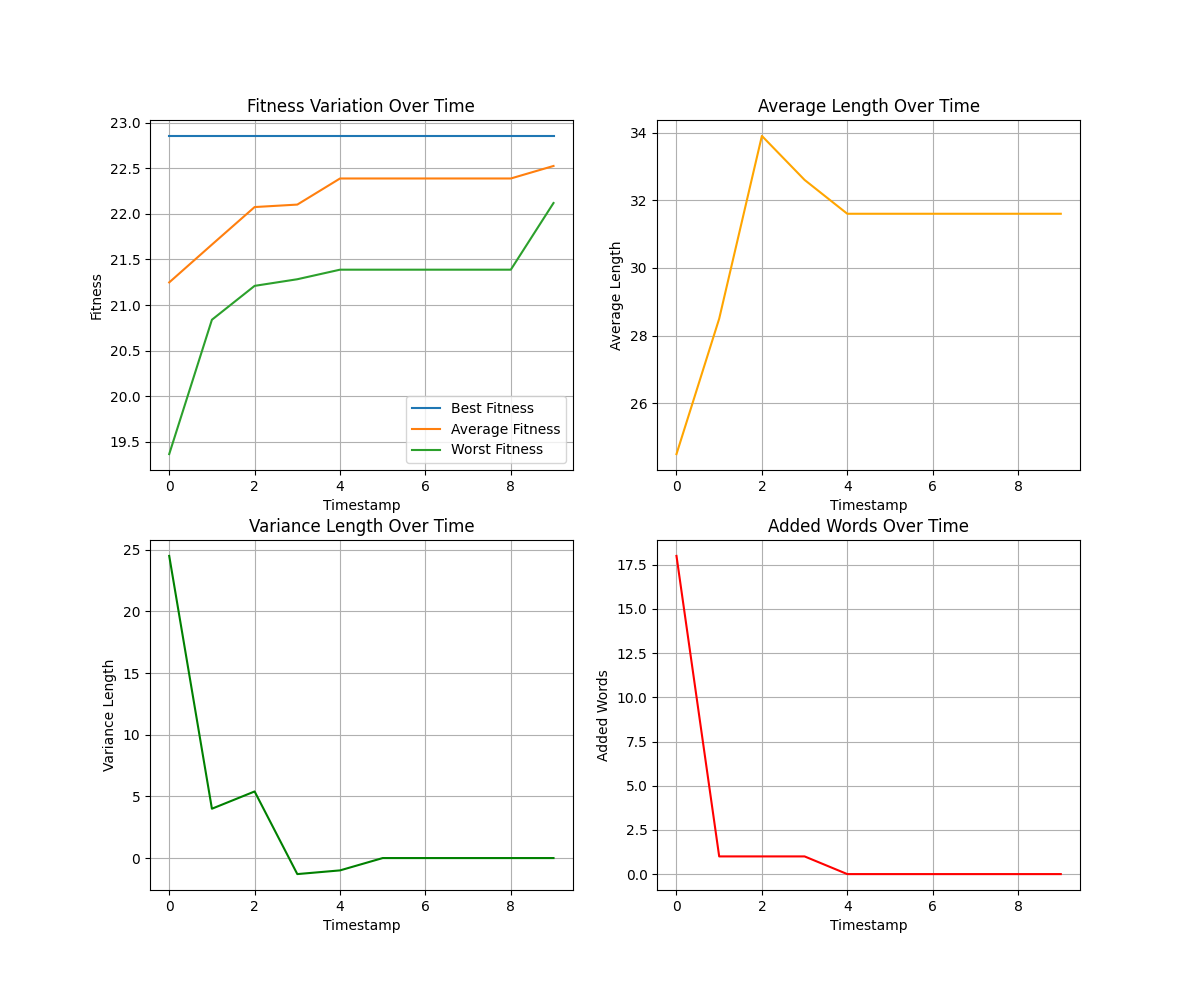 Fitness Variation Over Time
23.0
22.5
22.0
21.5
21.0
20.5
20.0
19.5
Fitness
0 2 4 6 8
Timestamp
Best Fitness
Average Fitness
Worst Fitness
Average Length Over Time
34
32
30
28
26
Average Length
0 2 4 6 8
Timestamp
Variance Length Over Time
25
20
15
10
5
0
Variance Length
0 2 4 6 8
Timestamp
Added Words Over Time
17.5
15.0
12.5
10.0
7.5
5.0
2.5
0.0
Added Words
0 2 4 6 8
Timestamp